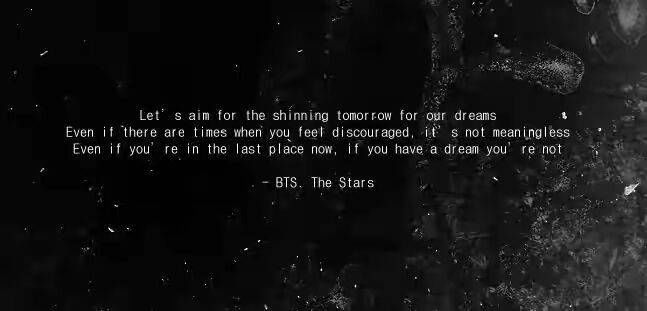 Let's aim for the shinning tomorrow for our dreams
Even if there are times when you feel discouraged, it's not meaningless
Even if you're in the last place now, if you have a dream you're not
- BTS. The Stars